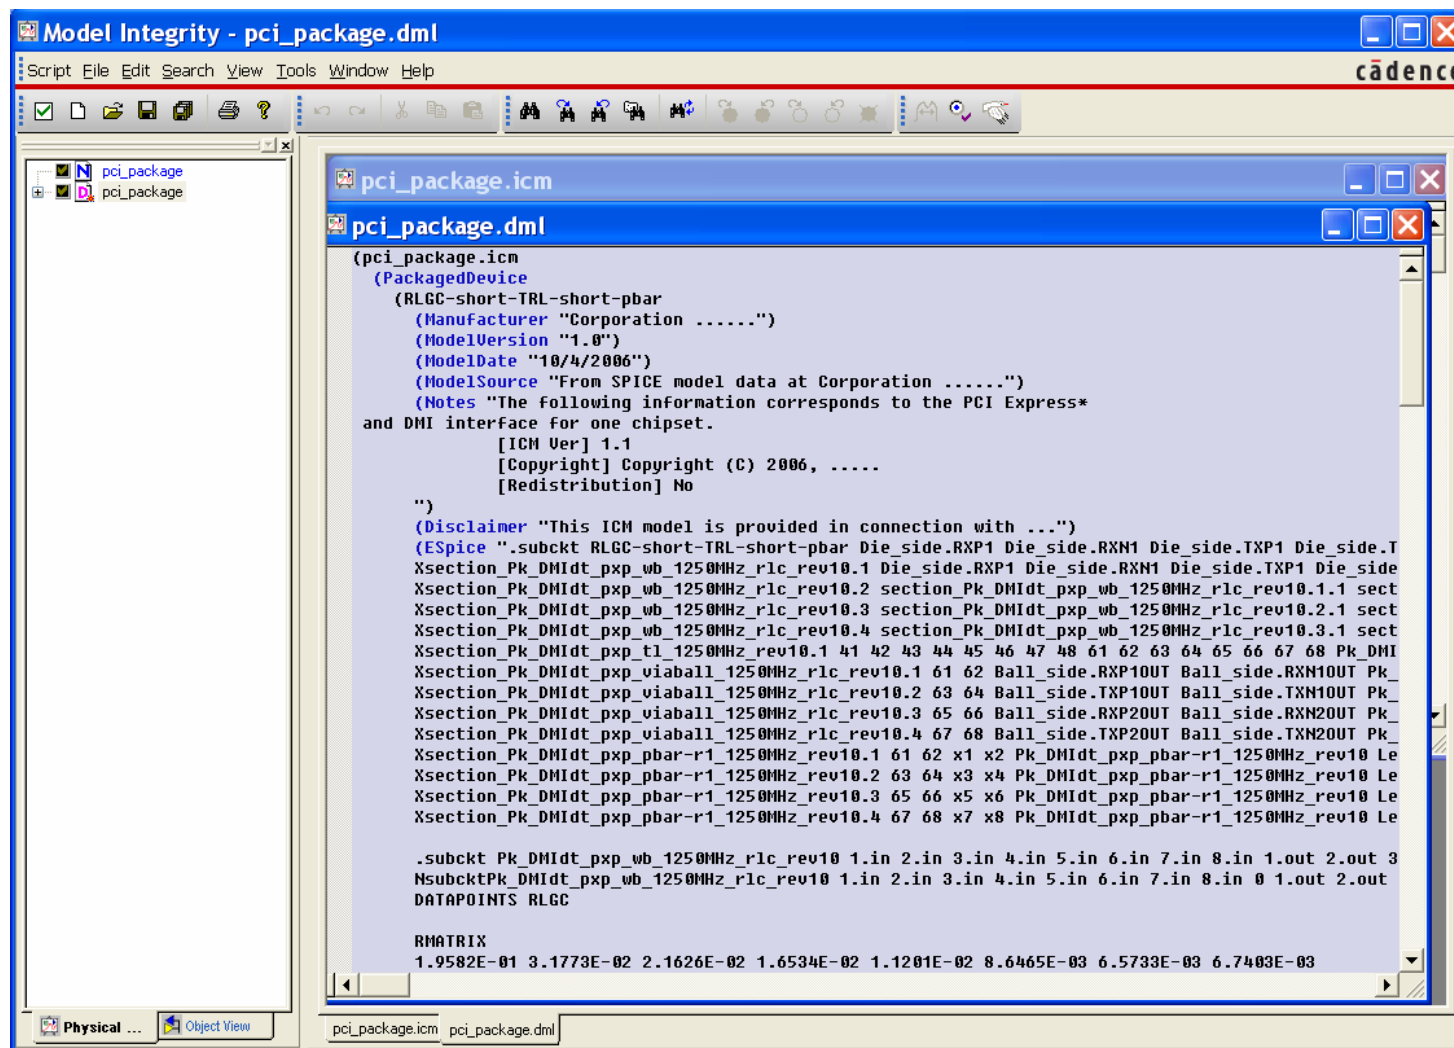 Model Integrity - pci_package.dml
Script File Edit Search View Tools Window Help
cādence
pci_package
pci_package
pci_package.icm
pci_package.dml
(pci_package.icm
(PackagedDevice
(RLGC-short-TRL-short-pbar
(Manufacturer "Corporation ......")
(ModelVersion "1.0")
(ModelDate "10/4/2006")
(ModelSource "From SPICE model data at Corporation ......")
(Notes "The following information corresponds to the PCI Express*
and DMI interface for one chipset.
[ICM Ver] 1.1
[Copyright] Copyright (C) 2006, .....
[Redistribution] No
")
(Disclaimer "This ICM model is provided in connection with ...")
(ESpice ".subckt RLGC-short-TRL-short-pbar Die_side.RXP1 Die_side.RXN1 Die_side.TXP1 Die_side.T
Xsection_Pk_DMIdt_pxp_wb_1250MHz_rlc_rev10.1 Die_side.RXP1 Die_side.RXN1 Die_side.TXP1 Die_side
Xsection_Pk_DMIdt_pxp_wb_1250MHz_rlc_rev10.2 section_Pk_DMIdt_pxp_wb_1250MHz_rlc_rev10.1.1 sect
Xsection_Pk_DMIdt_pxp_wb_1250MHz_rlc_rev10.3 section_Pk_DMIdt_pxp_wb_1250MHz_rlc_rev10.2.1 sect
Xsection_Pk_DMIdt_pxp_wb_1250MHz_rlc_rev10.4 section_Pk_DMIdt_pxp_wb_1250MHz_rlc_rev10.3.1 sect
Xsection_Pk_DMIdt_pxp_tl_1250MHz_rev10.1 41 42 43 44 45 46 47 48 61 62 63 64 65 66 67 68 Pk_DMI
Xsection_Pk_DMIdt_pxp_viaball_1250MHz_rlc_rev10.1 61 62 Ball_side.RXP1OUT Ball_side.RXN1OUT Pk_
Xsection_Pk_DMIdt_pxp_viaball_1250MHz_rlc_rev10.2 63 64 Ball_side.TXP1OUT Ball_side.TXN1OUT Pk_
Xsection_Pk_DMIdt_pxp_viaball_1250MHz_rlc_rev10.3 65 66 Ball_side.RXP2OUT Ball_side.RXN2OUT Pk_
Xsection_Pk_DMIdt_pxp_viaball_1250MHz_rlc_rev10.4 67 68 Ball_side.TXP2OUT Ball_side.TXN2OUT Pk_
Xsection_Pk_DMIdt_pxp_pbar-r1_1250MHz_rev10.1 61 62 x1 x2 Pk_DMIdt_pxp_pbar-r1_1250MHz_rev10 Le
Xsection_Pk_DMIdt_pxp_pbar-r1_1250MHz_rev10.2 63 64 x3 x4 Pk_DMIdt_pxp_pbar-r1_1250MHz_rev10 Le
Xsection_Pk_DMIdt_pxp_pbar-r1_1250MHz_rev10.3 65 66 x5 x6 Pk_DMIdt_pxp_pbar-r1_1250MHz_rev10 Le
Xsection_Pk_DMIdt_pxp_pbar-r1_1250MHz_rev10.4 67 68 x7 x8 Pk_DMIdt_pxp_pbar-r1_1250MHz_rev10 Le
.subckt Pk_DMIdt_pxp_wb_1250MHz_rlc_rev10 1.in 2.in 3.in 4.in 5.in 6.in 7.in 8.in 1.out 2.out 3
NsubcktPk_DMIdt_pxp_wb_1250MHz_rlc_rev10 1.in 2.in 3.in 4.in 5.in 6.in 7.in 8.in 0 1.out 2.out
DATAPOINTS RLGC
RMATRIX
1.9582E-01 3.1773E-02 2.1626E-02 1.6534E-02 1.1201E-02 8.6465E-03 6.5733E-03 6.7403E-03
Physical ... Object View
pci_package.icm pci_package.dml